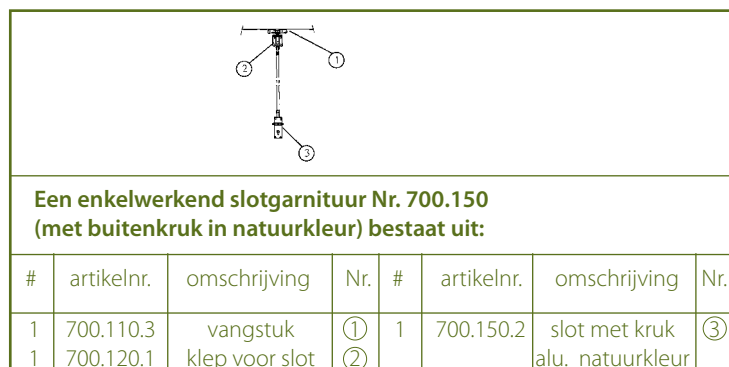 ②
①
③
Een enkelwerkend slotgarnituur Nr. 700.150
(met buitenkruk in natuurkleur) bestaat uit:
# artikelnr. omschrijving Nr. # artikelnr. omschrijving Nr.
1 700.110.3 vangstuk ① 1 700.150.2 slot met kruk ③
1 700.120.1 klep voor slot ② alu. natuurkleur